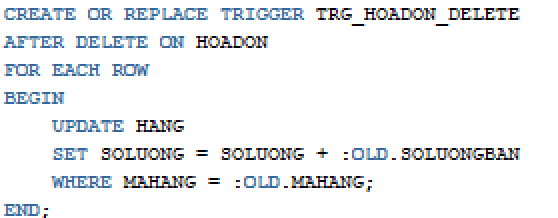 CREATE OR REPLACE TRIGGER TRG_HOADON_DELETE
AFTER DELETE ON HOADON
FOR EACH ROW
BEGIN
    UPDATE HANG
    SET SOLUONG = SOLUONG + :OLD.SOLUONGBAN
    WHERE MAHANG = :OLD.MAHANG;
END;